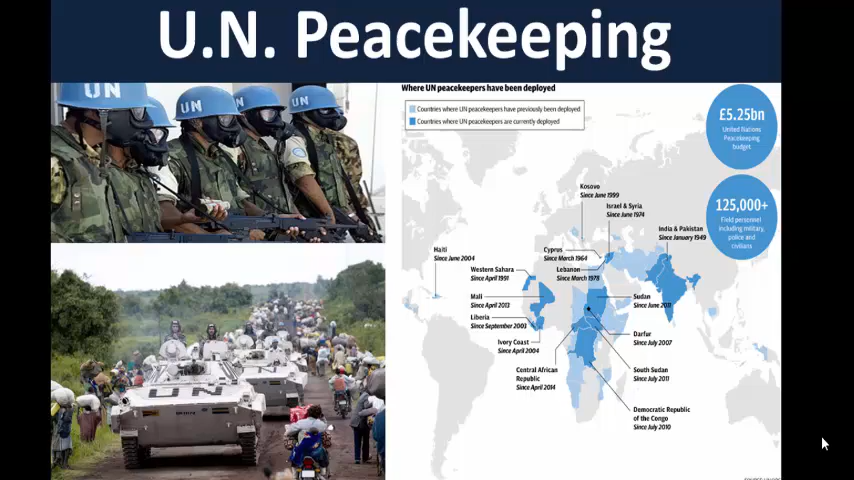 U.N. Peacekeeping
UN
UN
UN
UN
Where UN peacekeepers have been deployed
Countries where UN peacekeepers have previously been deployed
Countries where UN peacekeepers are currently deployed
£5.25bn
United Nations
Peacekeeping
budget
125,000+
Field personnel
including military,
police and
civilians
Kosovo
Since June 1999
Israel & Syria
Since June 1974
India & Pakistan
Since January 1949
Haiti
Since June 2004
Cyprus
Since March 1964
Western Sahara
Since April 1991
Lebanon
Since March 1978
Mali
Since April 2013
Sudan
Since June 2011
Liberia
Since September 2003
Darfur
Since July 2007
Ivory Coast
Since April 2004
Central African
Republic
Since April 2014
South Sudan
Since July 2011
Democratic Republic
of the Congo
Since July 2010